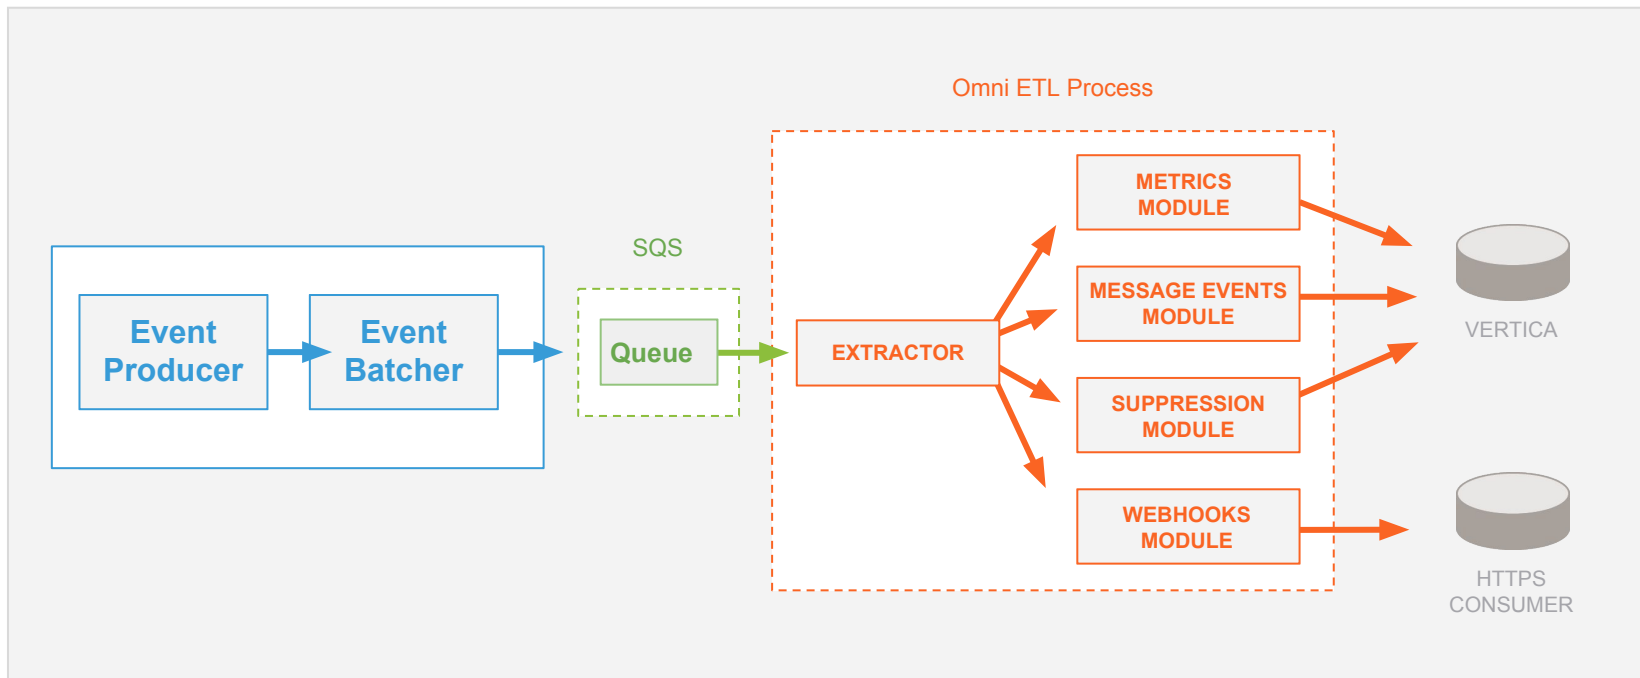 Omni ETL Process
SQS
Event
Producer
Event
Batcher
Queue
EXTRACTOR
METRICS
MODULE
MESSAGE EVENTS
MODULE
SUPPRESSION
MODULE
WEBHOOKS
MODULE
VERTICA
HTTPS
CONSUMER